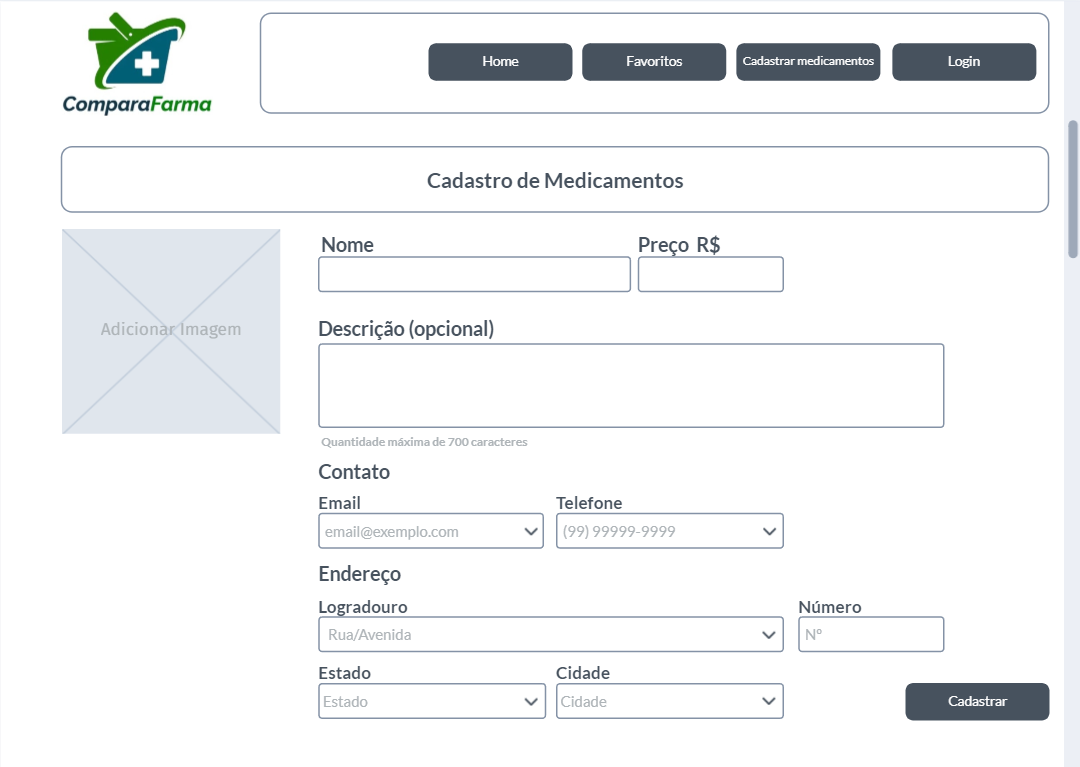 ComparaFarma
Home Favoritos Cadastrar medicamentos Login
Cadastro de Medicamentos
Adicionar Imagem
Nome Preço R$
Descrição (opcional)
Quantidade máxima de 700 caracteres
Contato
Email Telefone
email@exemplo.com (99) 99999-9999
Endereço
Logradouro Número
Rua/Avenida Nº
Estado Cidade
Estado Cidade Cadastrar